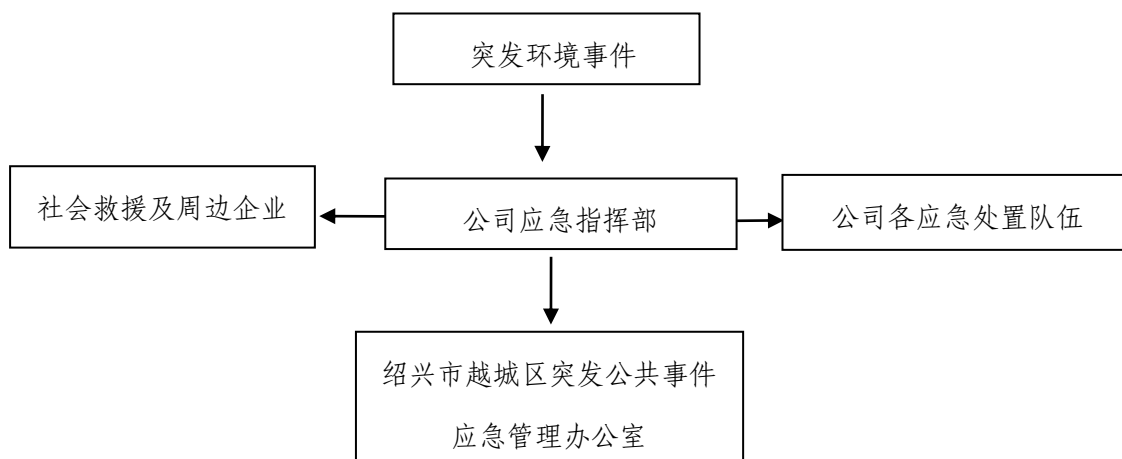 突发环境事件
社会救援及周边企业
公司应急指挥部
公司各应急处置队伍
绍兴市越城区突发公共事件
应急管理办公室